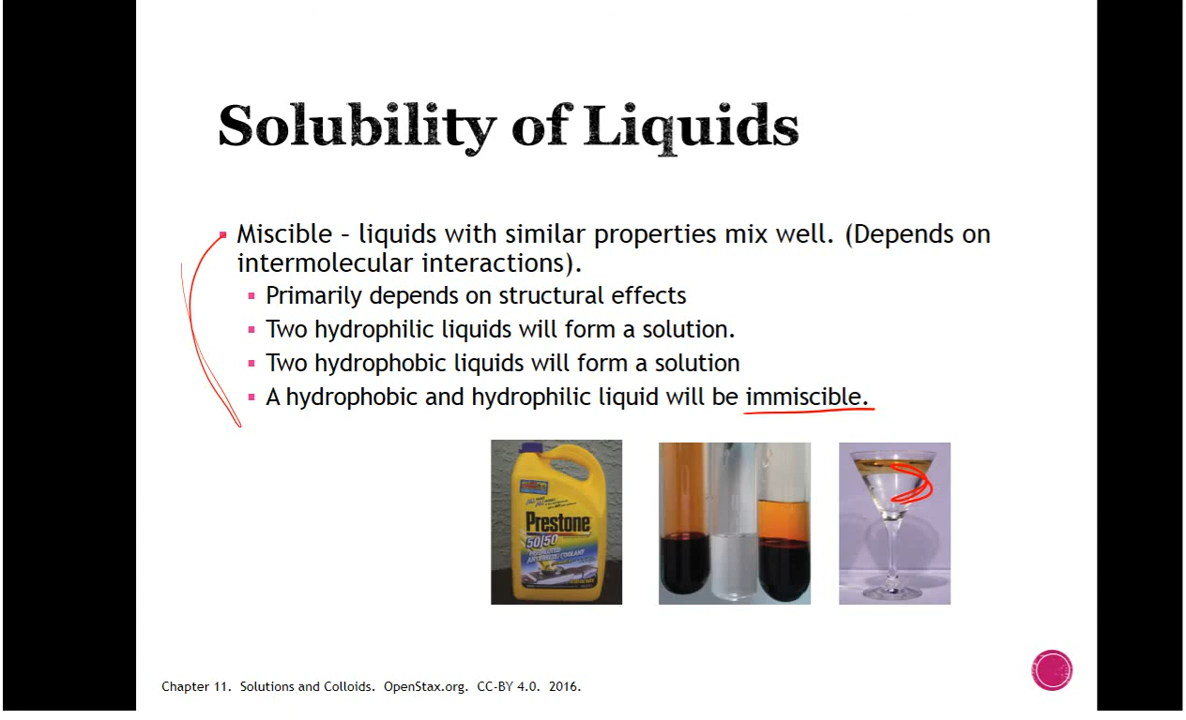 Solubility of Liquids
Miscible – liquids with similar properties mix well. (Depends on
intermolecular interactions).
Primarily depends on structural effects
Two hydrophilic liquids will form a solution.
Two hydrophobic liquids will form a solution
A hydrophobic and hydrophilic liquid will be immiscible.
Prestone
50/50
Chapter 11. Solutions and Colloids. OpenStax.org. CC-BY 4.0. 2016.